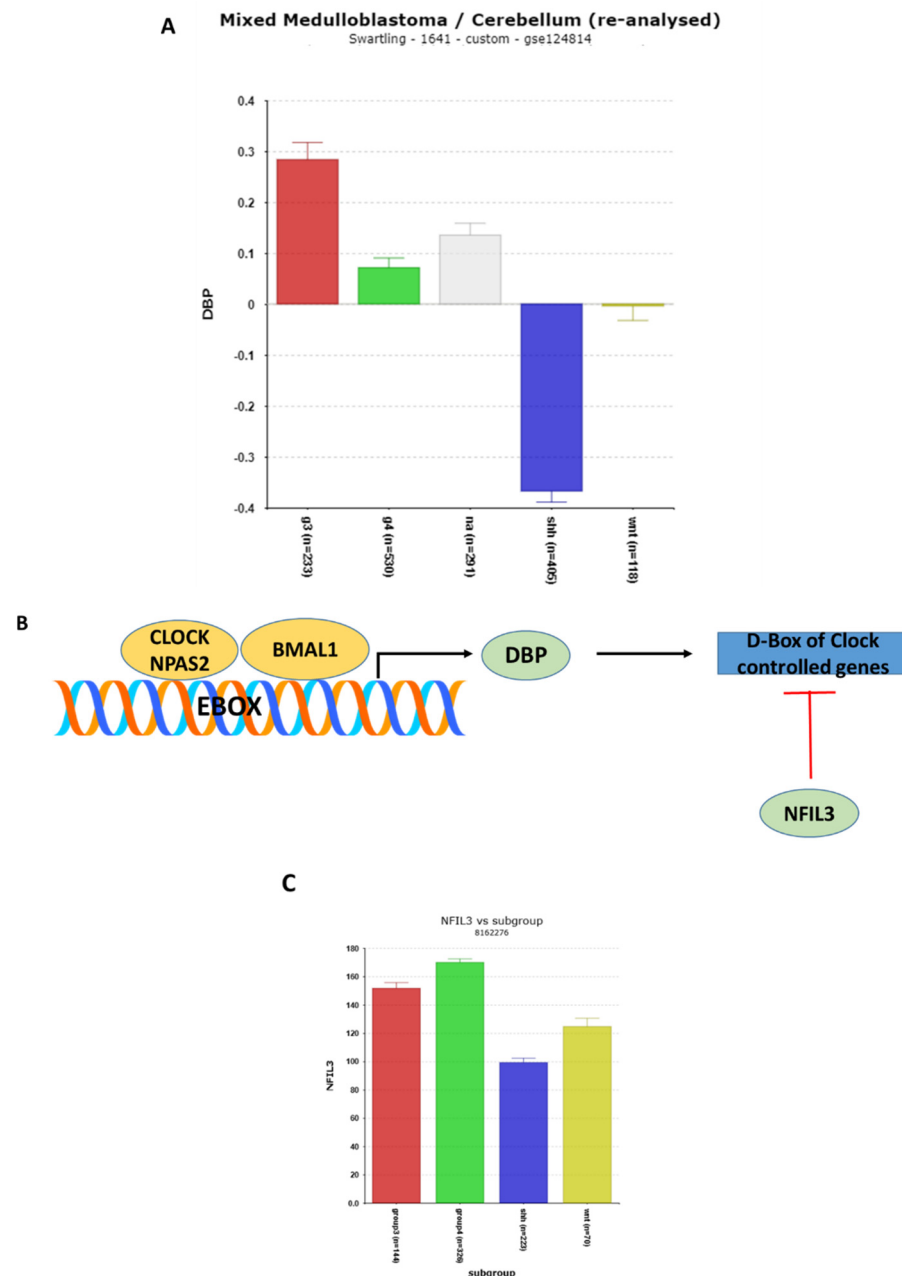 A
Mixed Medulloblastoma / Cerebellum (re-analysed)
Swartling - 1641 - custom - gse124814
0.4
0.3
0.2
0.1
0
-0.1
-0.2
-0.3
-0.4
DBP
g3 (n=233)
g4 (n=530)
na (n=291)
shh (n=405)
wnt (n=118)
B
CLOCK
NPAS2
BMAL1
EBOX
DBP
D-Box of Clock
controlled genes
NFIL3
C
NFIL3 vs subgroup
8162276
180
160
140
120
100
80
60
40
20
0.0
NFIL3
group3 (n=144)
group4 (n=326)
shh (n=223)
wnt (n=70)
subgroup